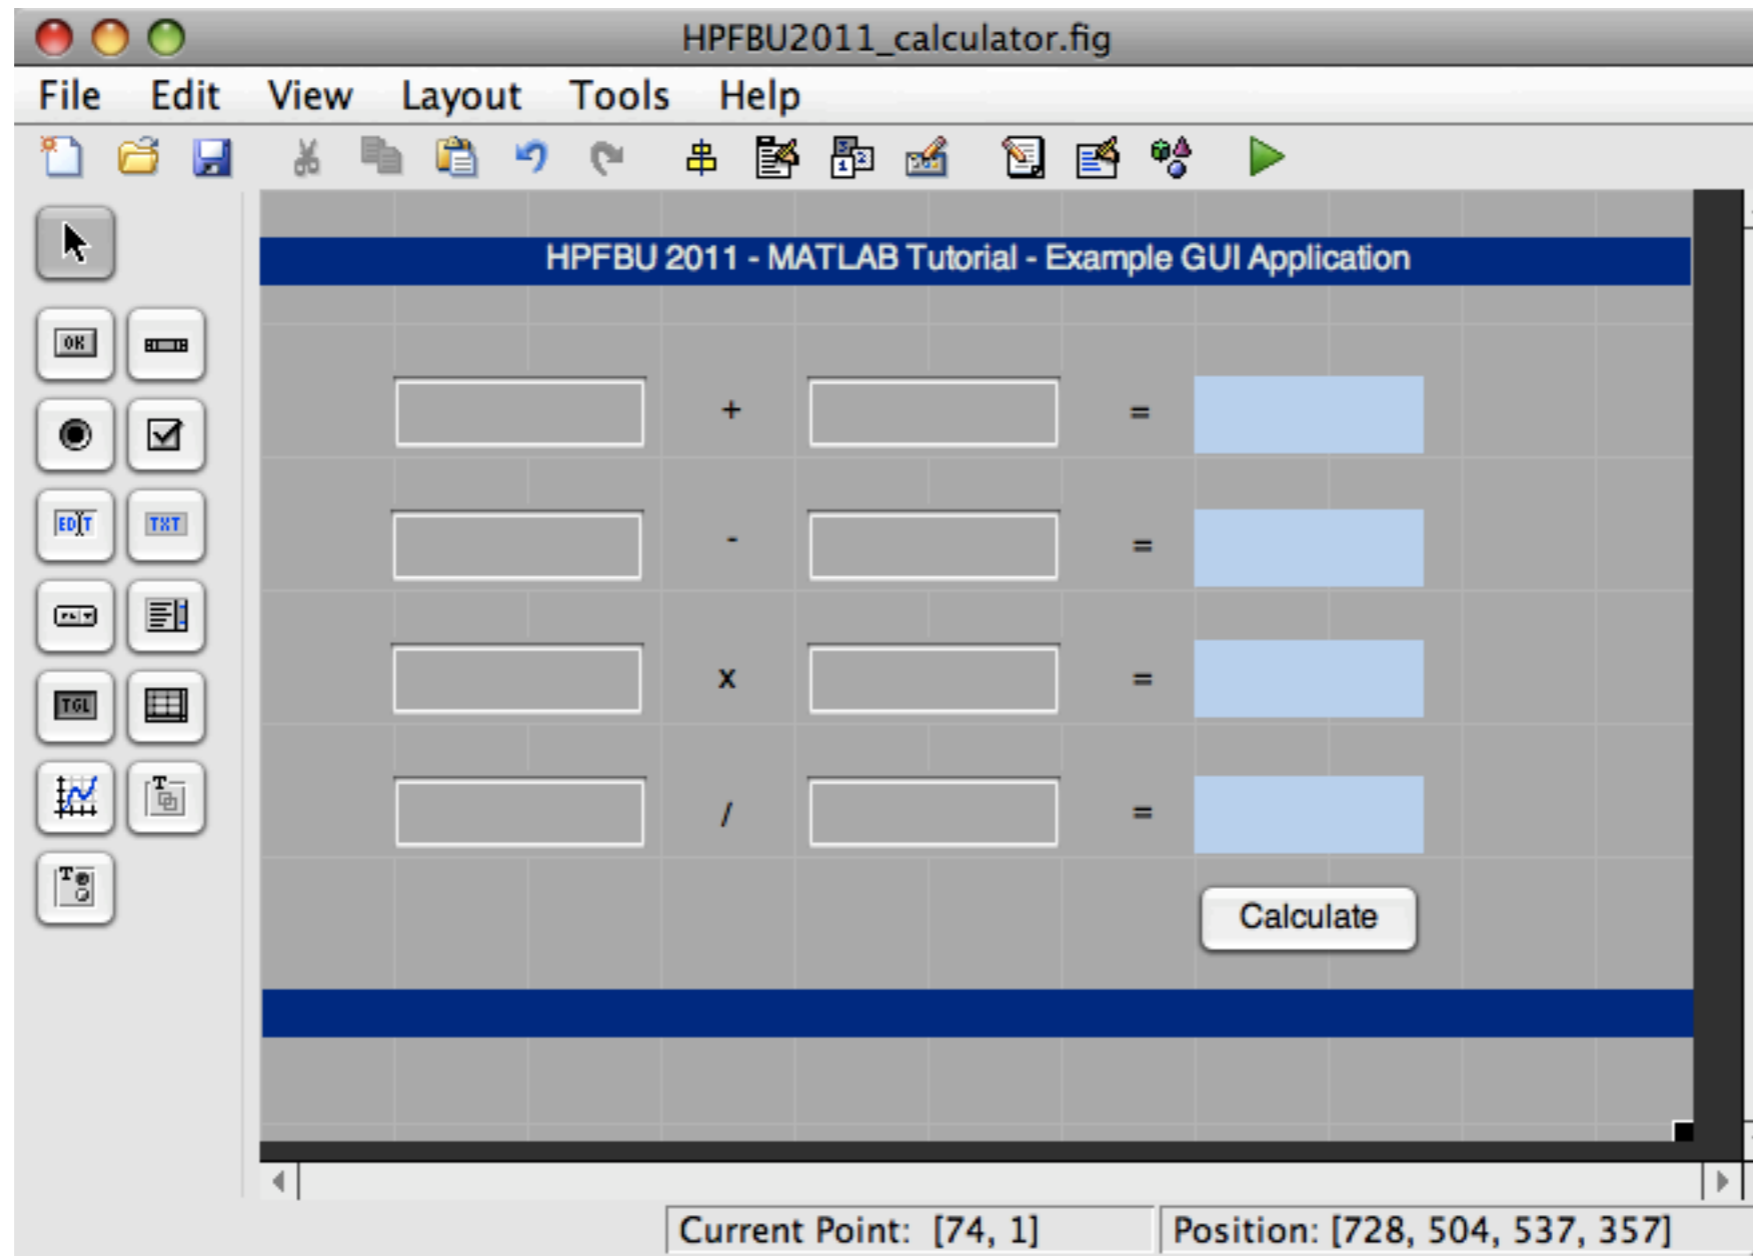 HPFBU2011_calculator.fig
File Edit View Layout Tools Help
HPFBU 2011 - MATLAB Tutorial - Example GUI Application
OK
+ =
- =
EDIT TXT
x =
TGL
/ =
Calculate
Current Point: [74, 1] Position: [728, 504, 537, 357]